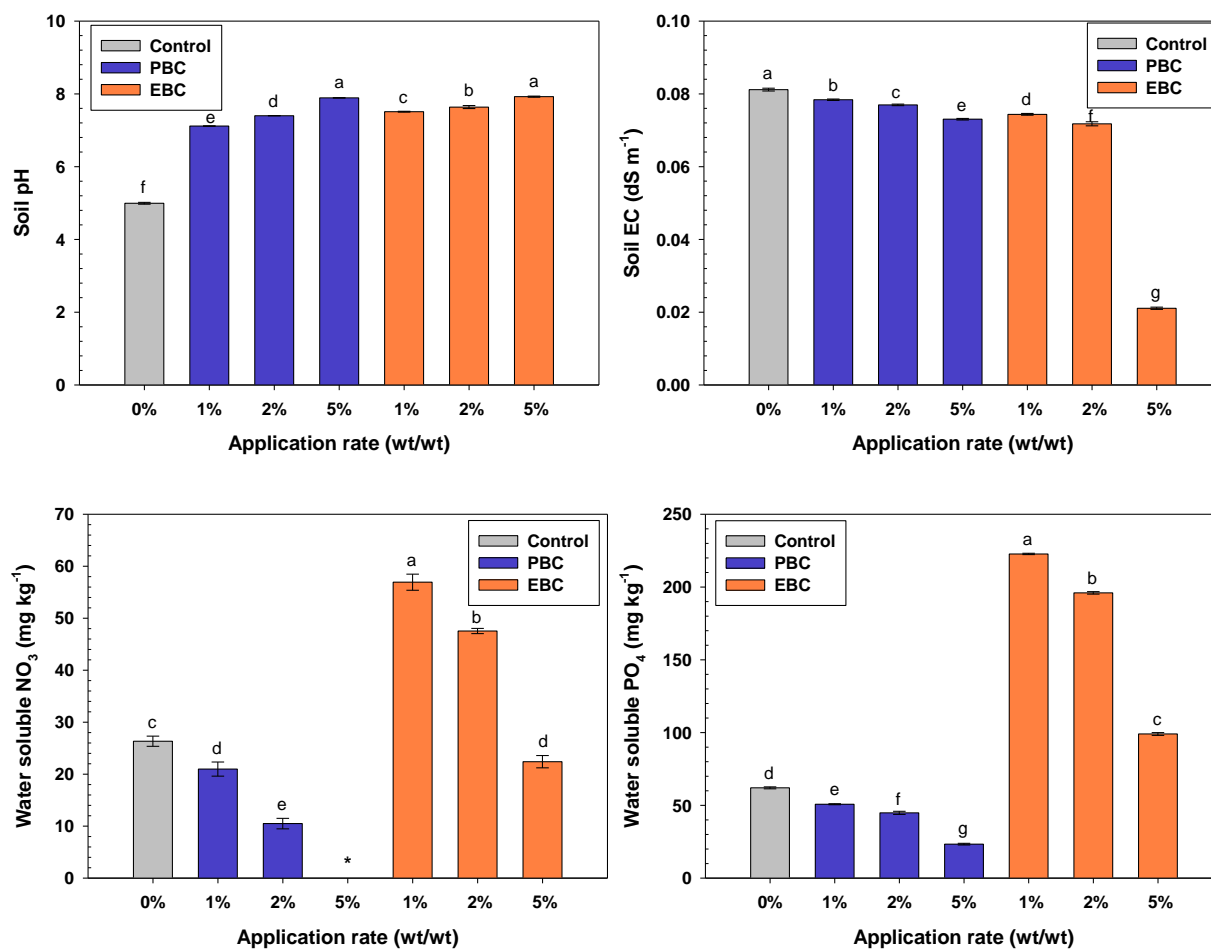 Soil pH
10
8
6
4
2
0
Control
PBC
EBC
f
e
d
a
c
b
a
0% 1% 2% 5% 1% 2% 5%
Application rate (wt/wt)
Soil EC (dS m⁻¹)
0.10
0.08
0.06
0.04
0.02
0.00
Control
PBC
EBC
a
b
c
e
d
f
g
0% 1% 2% 5% 1% 2% 5%
Application rate (wt/wt)
Water soluble NO₃ (mg kg⁻¹)
70
60
50
40
30
20
10
0
Control
PBC
EBC
c
d
e
*
a
b
d
0% 1% 2% 5% 1% 2% 5%
Application rate (wt/wt)
Water soluble PO₄ (mg kg⁻¹)
250
200
150
100
50
0
Control
PBC
EBC
d
e
f
g
a
b
c
0% 1% 2% 5% 1% 2% 5%
Application rate (wt/wt)